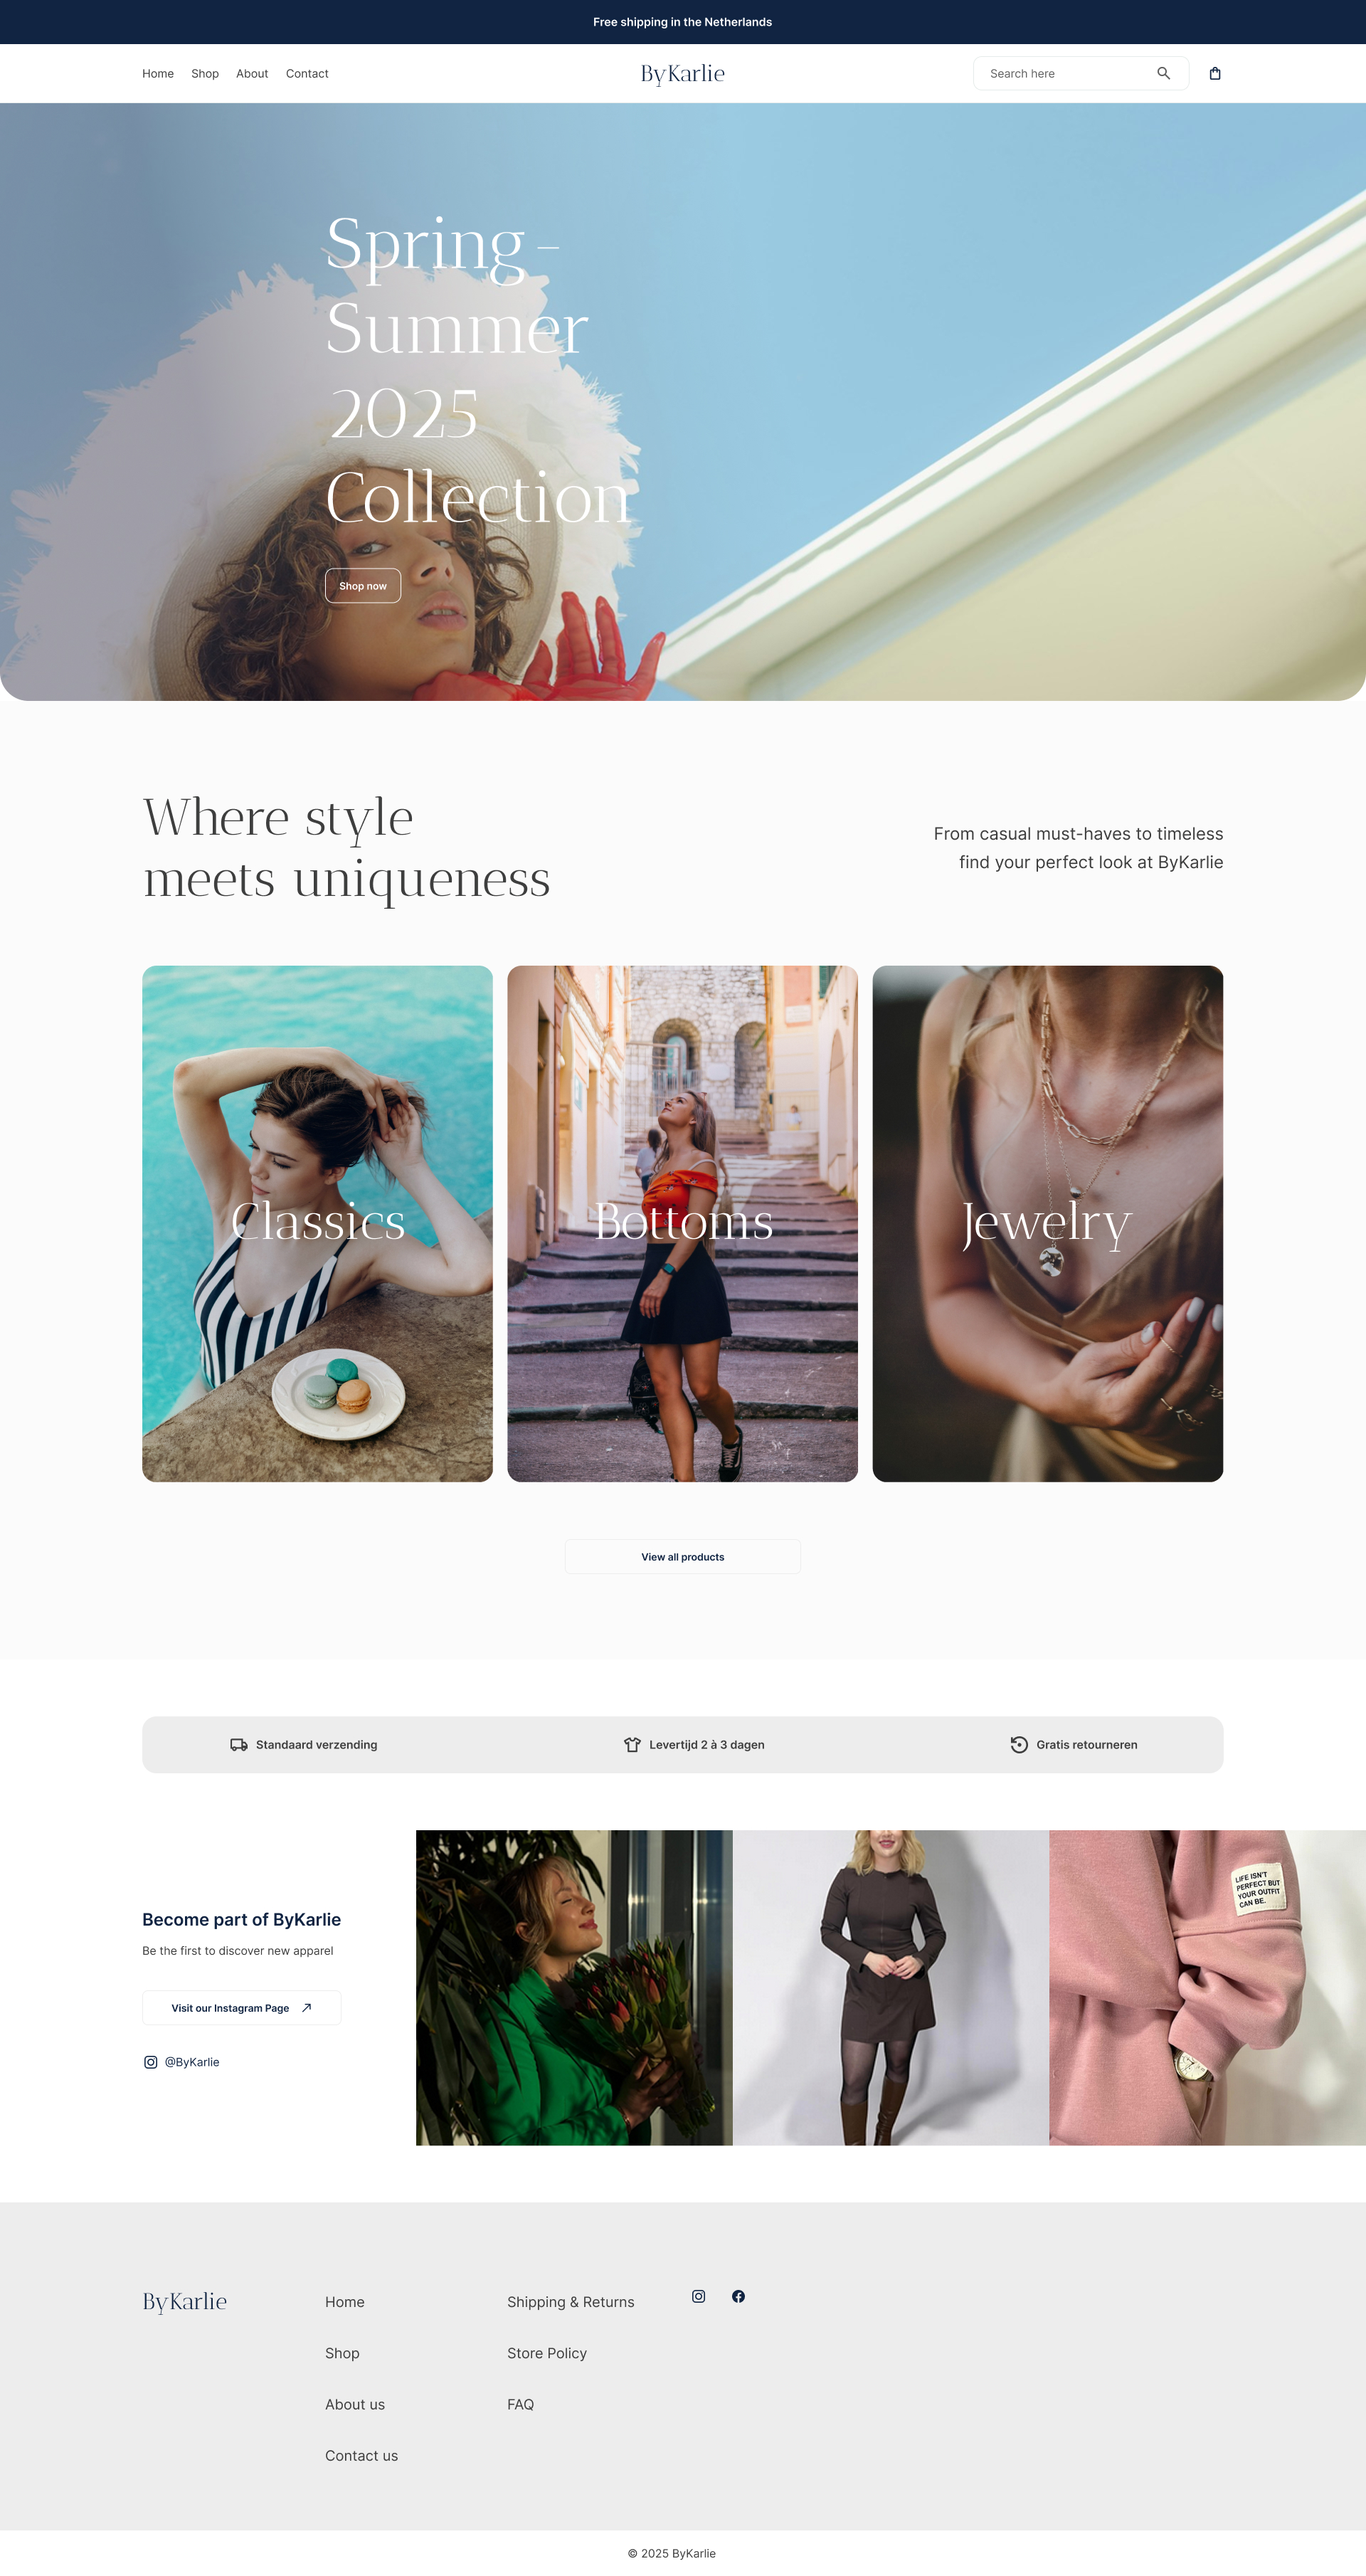 Free shipping in the Netherlands
Home Shop About Contact
ByKarlie
Search here
Spring-
Summer
2025
Collection
Shop now
Where style
meets uniqueness
From casual must-haves to timeless
find your perfect look at ByKarlie
Classics
Bottoms
Jewelry
View all products
Standaard verzending
Levertijd 2 à 3 dagen
Gratis retourneren
Become part of ByKarlie
Be the first to discover new apparel
Visit our Instagram Page
@ByKarlie
LIFE ISN'T
PERFECT BUT
YOUR OUTFIT
CAN BE.
ByKarlie
Home
Shop
About us
Contact us
Shipping & Returns
Store Policy
FAQ
© 2025 ByKarlie